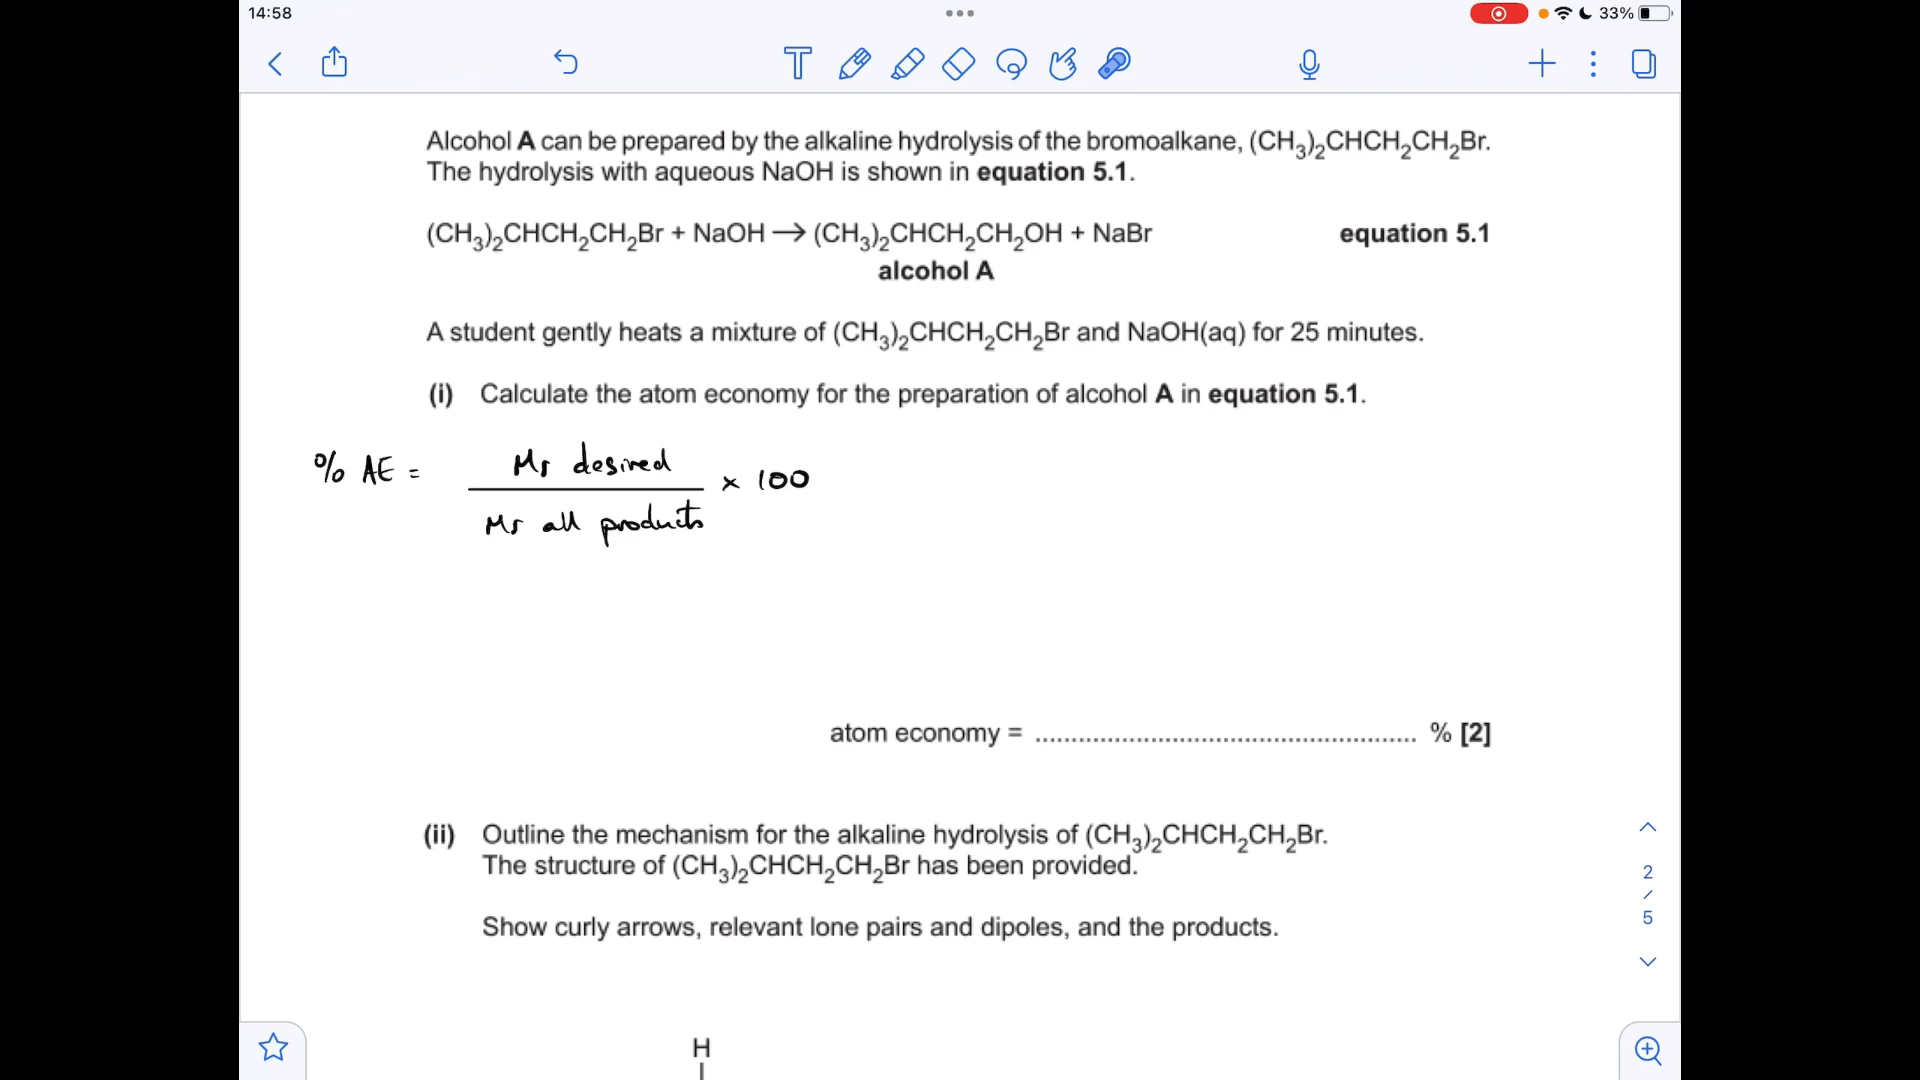 14:58
33%
Alcohol A can be prepared by the alkaline hydrolysis of the bromoalkane, (CH₃)₂CHCH₂CH₂Br.
The hydrolysis with aqueous NaOH is shown in equation 5.1.
(CH₃)₂CHCH₂CH₂Br + NaOH → (CH₃)₂CHCH₂CH₂OH + NaBr equation 5.1
alcohol A
A student gently heats a mixture of (CH₃)₂CHCH₂CH₂Br and NaOH(aq) for 25 minutes.
(i) Calculate the atom economy for the preparation of alcohol A in equation 5.1.
% AE = Mr desired × 100
Mr all products
atom economy = ..................................................... % [2]
(ii) Outline the mechanism for the alkaline hydrolysis of (CH₃)₂CHCH₂CH₂Br.
The structure of (CH₃)₂CHCH₂CH₂Br has been provided.
Show curly arrows, relevant lone pairs and dipoles, and the products.
2
/
5
H